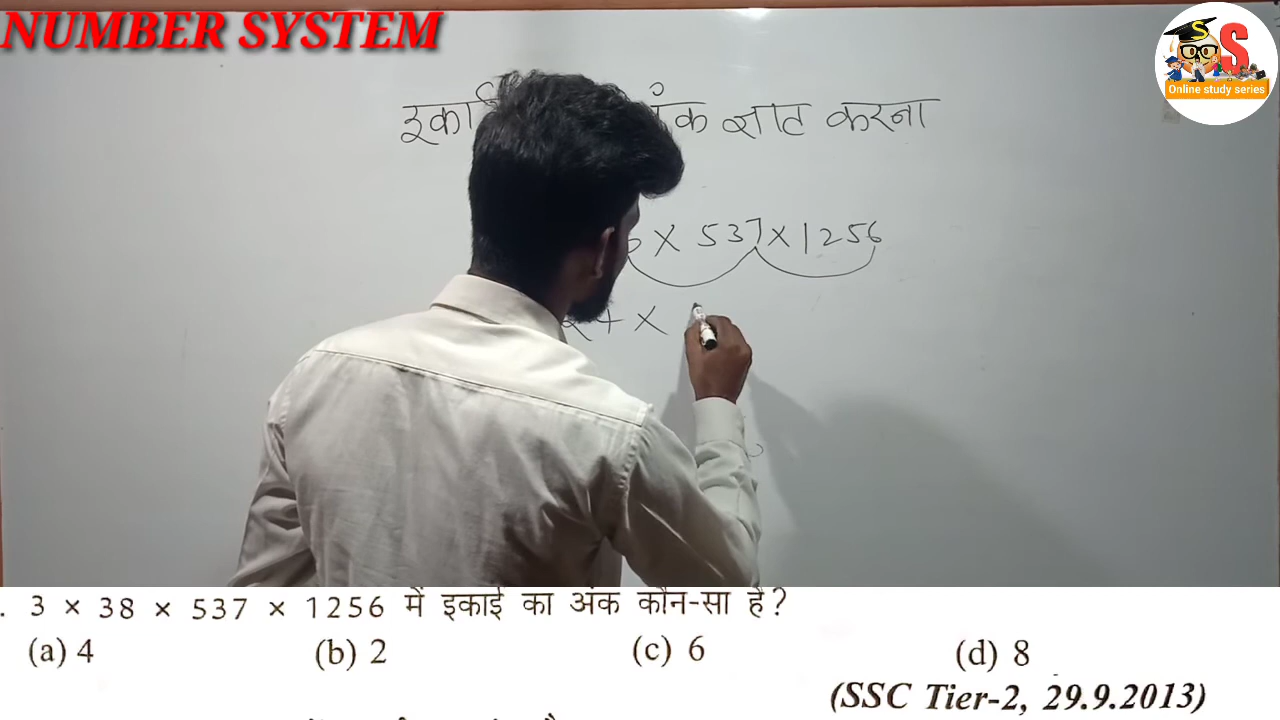 NUMBER SYSTEM
S S
Online study series
अंक ज्ञात करना
× 537 × 1256
24 ×
. 3 × 38 × 537 × 1256 में इकाई का अंक कौन-सा है?
(a) 4 (b) 2 (c) 6 (d) 8
(SSC Tier-2, 29.9.2013)